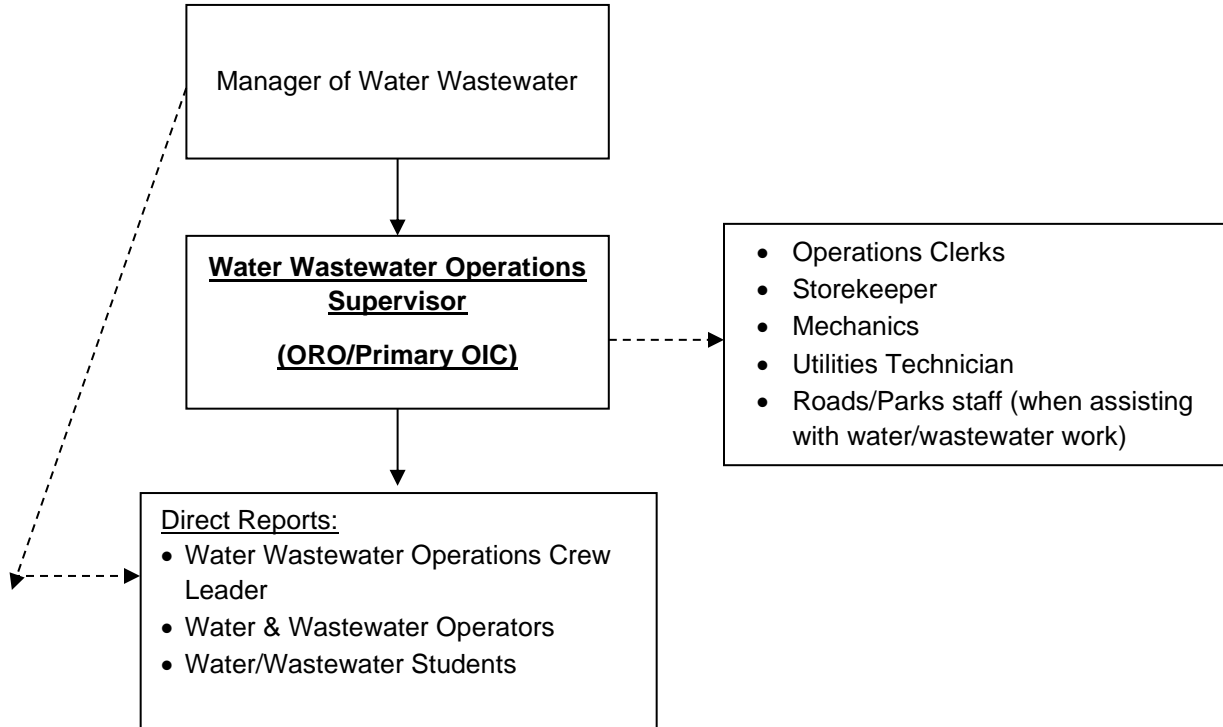 Manager of Water Wastewater
Water Wastewater Operations
Supervisor
(ORO/Primary OIC)
• Operations Clerks
• Storekeeper
• Mechanics
• Utilities Technician
• Roads/Parks staff (when assisting
with water/wastewater work)
Direct Reports:
• Water Wastewater Operations Crew
Leader
• Water & Wastewater Operators
• Water/Wastewater Students